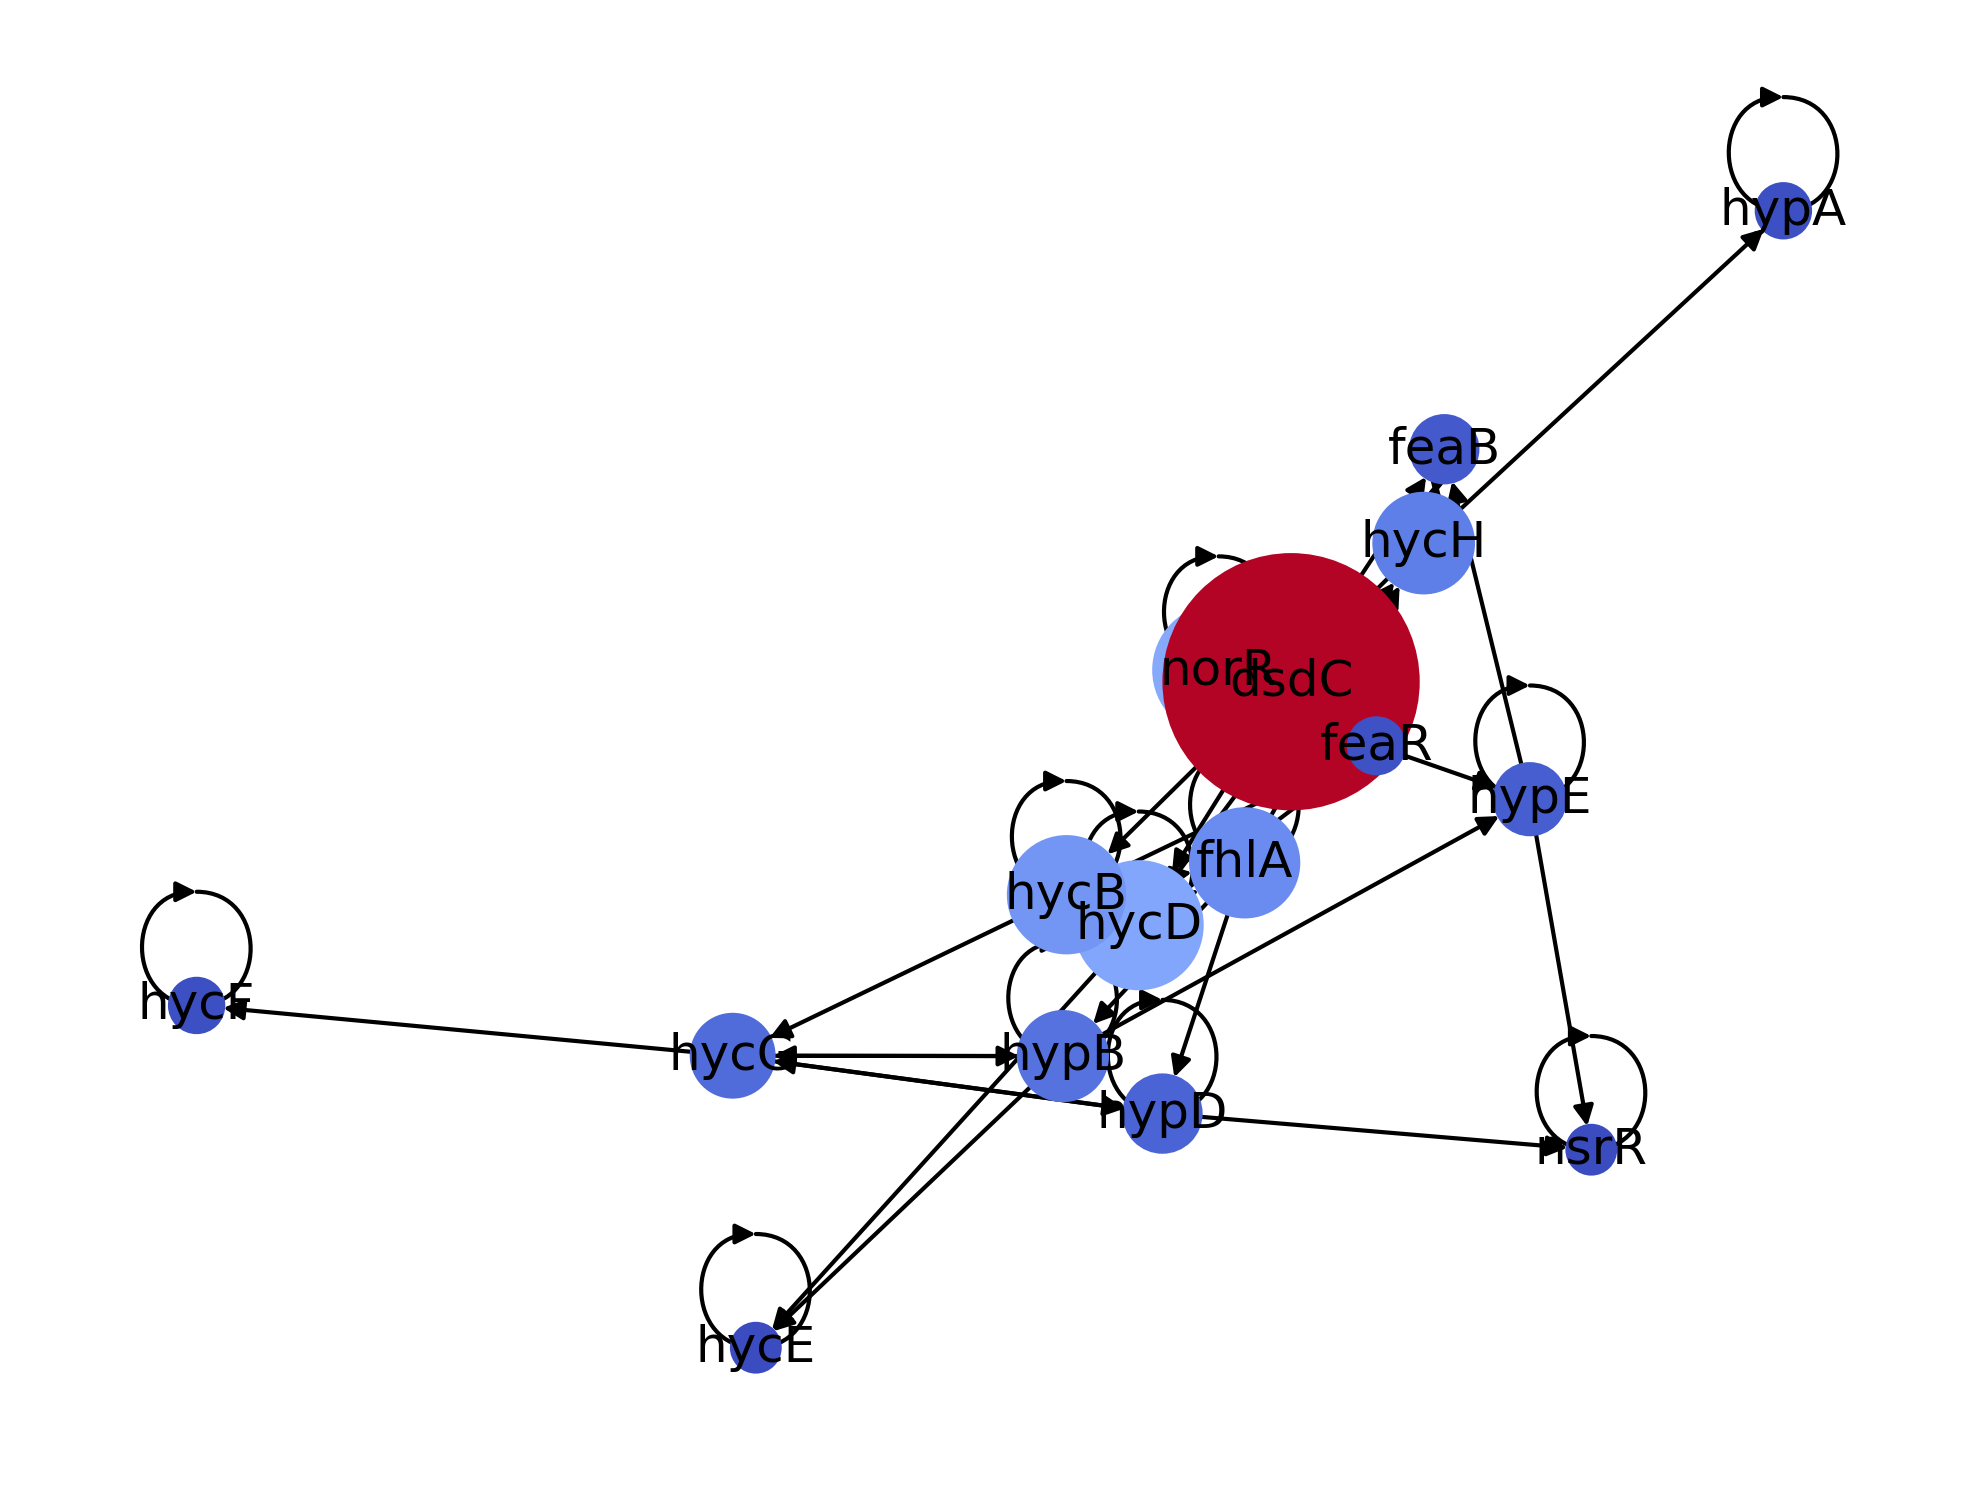 hypA
feaB
hycH
norR
dsdC
feaR
hypE
fhlA
hycB
hycD
hycF
hycG
hypB
hypD
nsrR
hycE